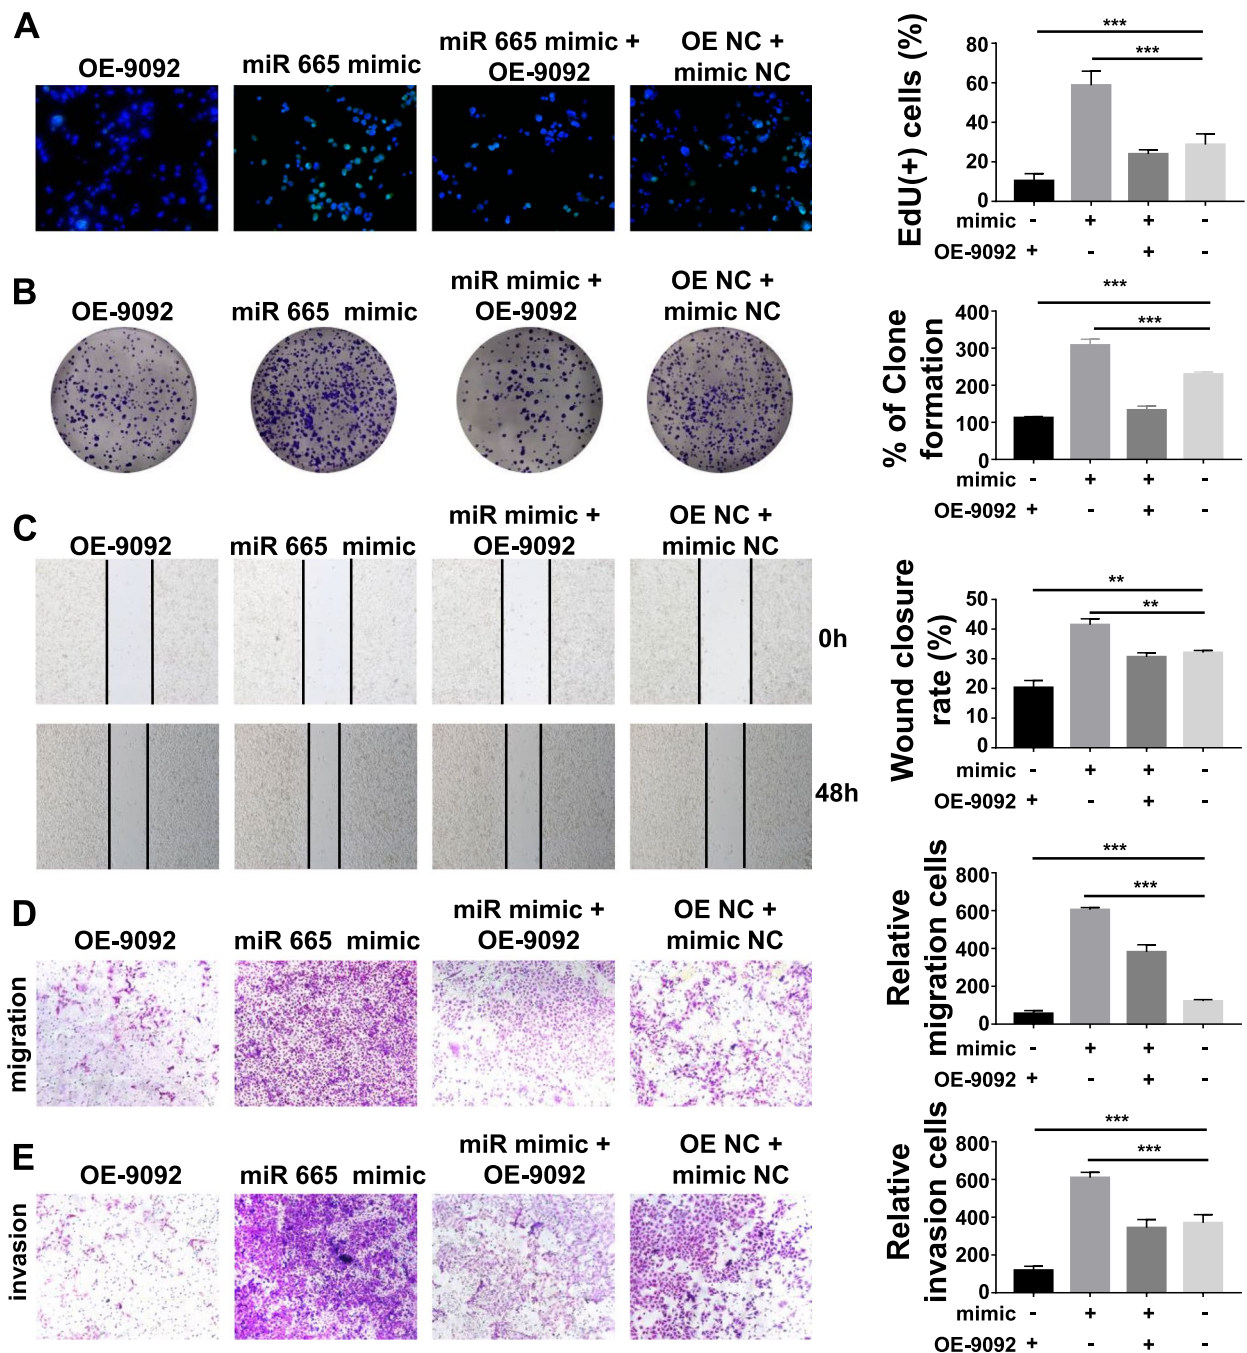 A
OE-9092
miR 665 mimic
miR 665 mimic +
OE-9092
OE NC +
mimic NC
EdU(+) cells (%)
80
60
40
20
0
***
***
mimic - + + -
OE-9092 + - + -
B
OE-9092
miR 665 mimic
miR mimic +
OE-9092
OE NC +
mimic NC
% of Clone
formation
400
300
200
100
0
***
***
mimic - + + -
OE-9092 + - + -
C
OE-9092
miR 665 mimic
miR mimic +
OE-9092
OE NC +
mimic NC
0h
48h
Wound closure
rate (%)
50
40
30
20
10
0
**
**
mimic - + + -
OE-9092 + - + -
D
OE-9092
miR 665 mimic
miR mimic +
OE-9092
OE NC +
mimic NC
migration
Relative
migration cells
800
600
400
200
0
***
***
mimic - + + -
OE-9092 + - + -
E
OE-9092
miR 665 mimic
miR mimic +
OE-9092
OE NC +
mimic NC
invasion
Relative
invasion cells
800
600
400
200
0
***
***
mimic - + + -
OE-9092 + - + -